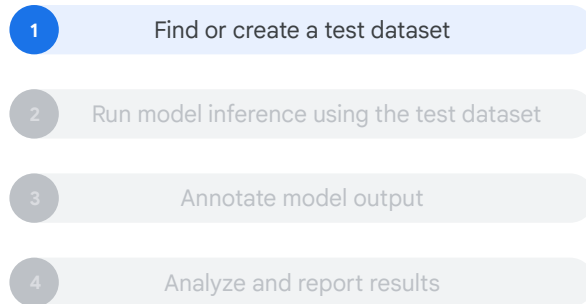 1 Find or create a test dataset
2 Run model inference using the test dataset
3 Annotate model output
4 Analyze and report results